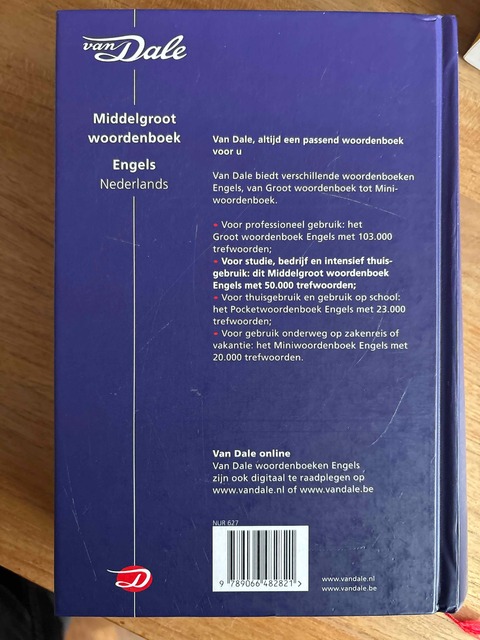 van Dale
Middelgroot
woordenboek
Engels
Nederlands
Van Dale, altijd een passend woordenboek
voor u
Van Dale biedt verschillende woordenboeken
Engels, van Groot woordenboek tot Mini-
woordenboek.
- Voor professioneel gebruik: het
Groot woordenboek Engels met 103.000
trefwoorden;
- Voor studie, bedrijf en intensief thuis-
gebruik: dit Middelgroot woordenboek
Engels met 50.000 trefwoorden;
- Voor thuisgebruik en gebruik op school:
het Pocketwoordenboek Engels met 23.000
trefwoorden;
- Voor gebruik onderweg op zakenreis of
vakantie: het Miniwoordenboek Engels met
20.000 trefwoorden.
Van Dale online
Van Dale woordenboeken Engels
zijn ook digitaal te raadplegen op
www.vandale.nl of www.vandale.be
NUR 627
9 789066 482821 >
www.vandale.nl
www.vandale.be
D